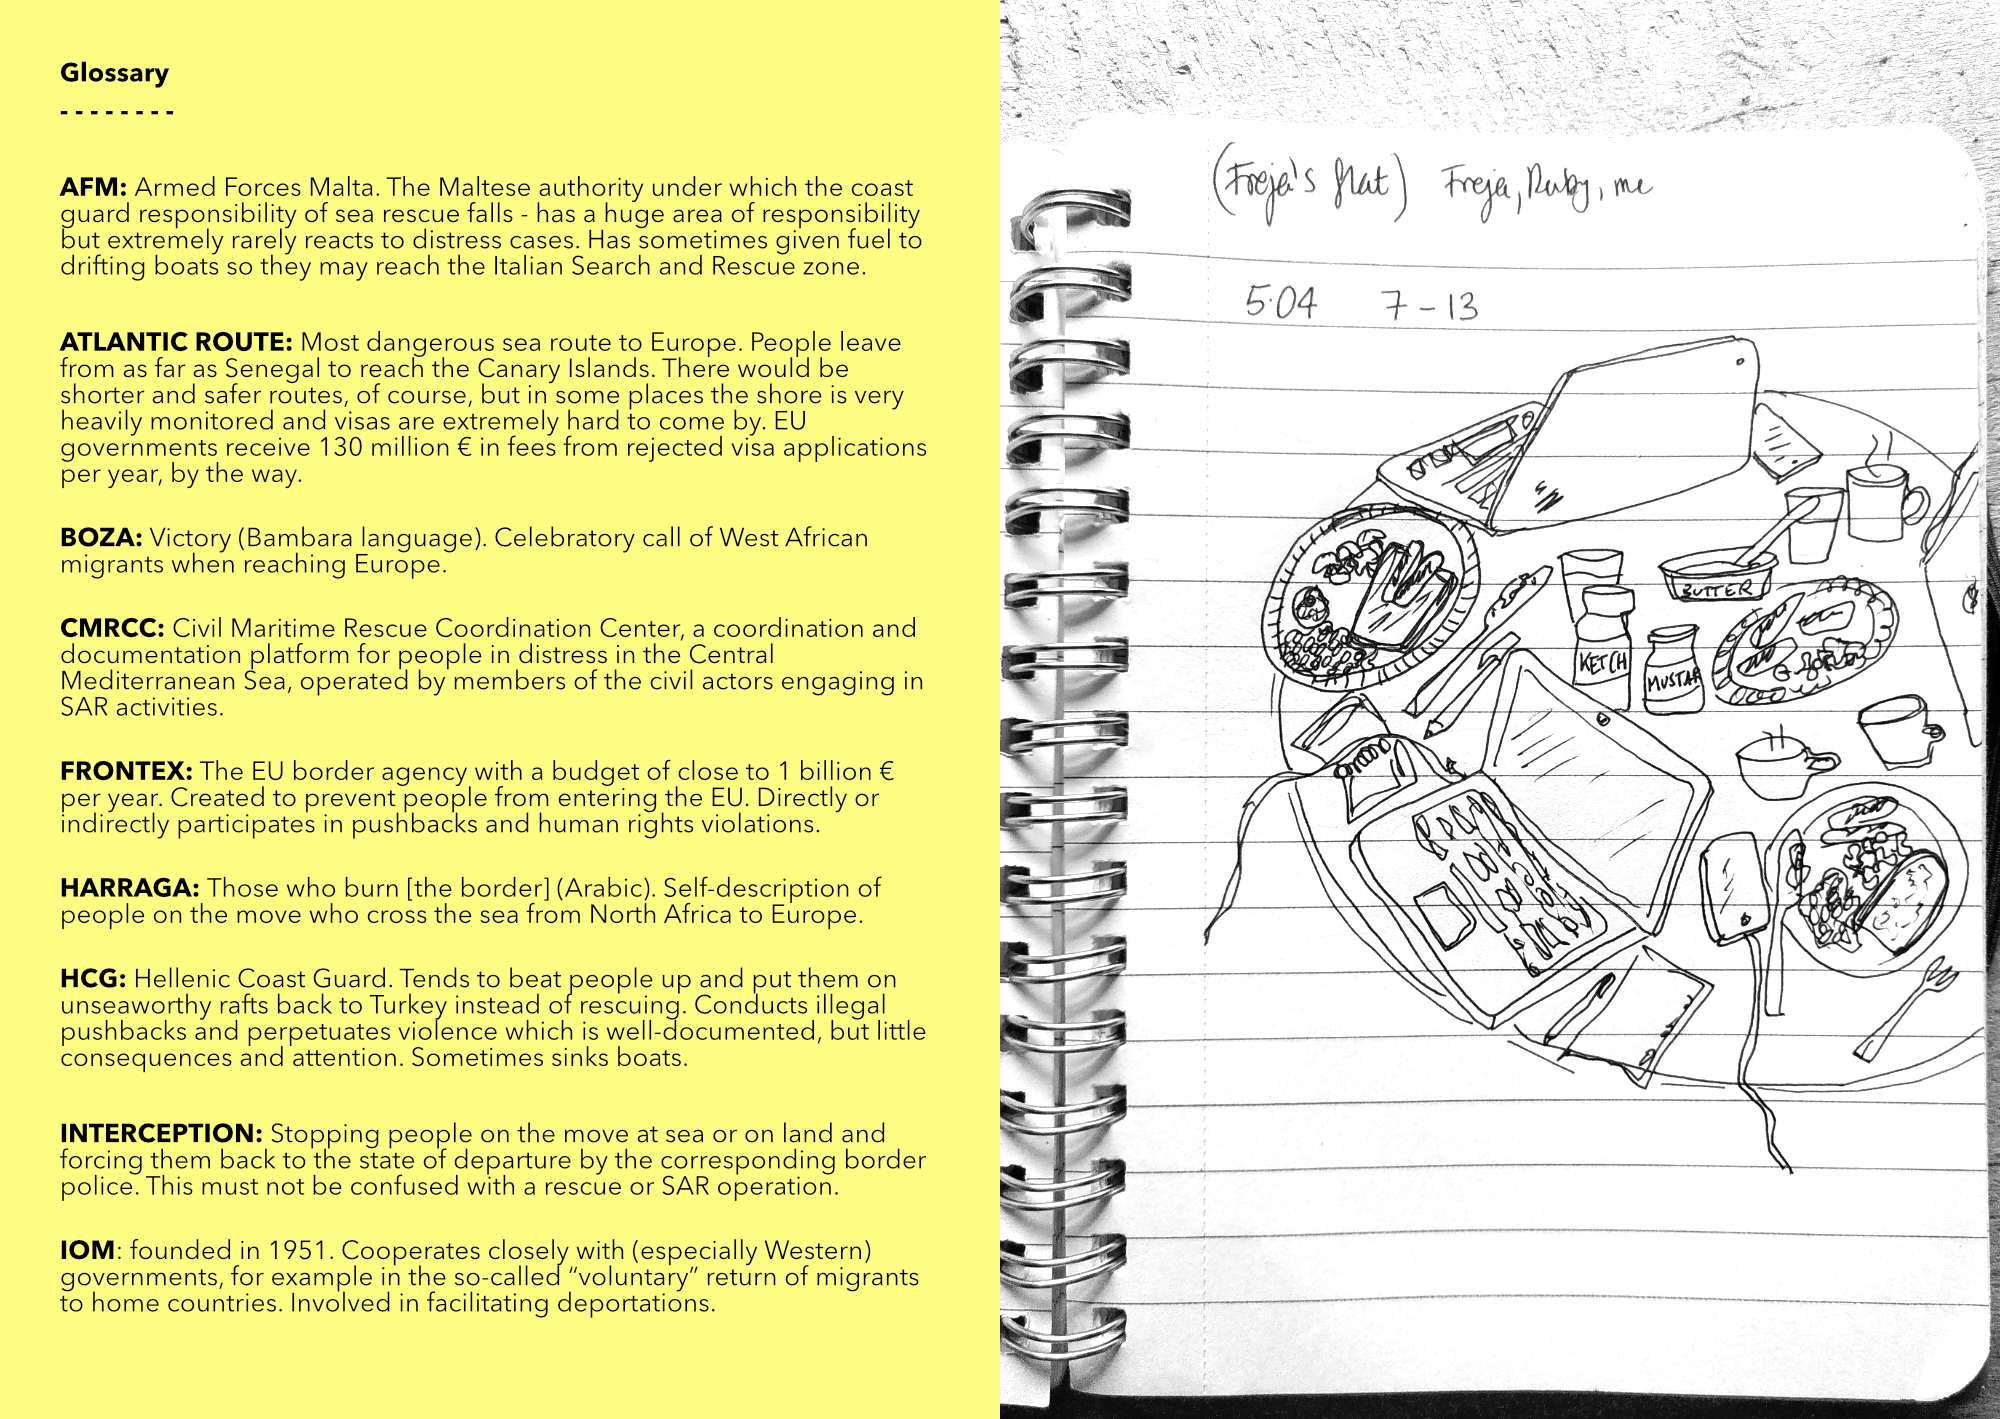 Glossary
--------
AFM: Armed Forces Malta. The Maltese authority under which the coast
guard responsibility of sea rescue falls - has a huge area of responsibility
but extremely rarely reacts to distress cases. Has sometimes given fuel to
drifting boats so they may reach the Italian Search and Rescue zone.
ATLANTIC ROUTE: Most dangerous sea route to Europe. People leave
from as far as Senegal to reach the Canary Islands. There would be
shorter and safer routes, of course, but in some places the shore is very
heavily monitored and visas are extremely hard to come by. EU
governments receive 130 million € in fees from rejected visa applications
per year, by the way.
BOZA: Victory (Bambara language). Celebratory call of West African
migrants when reaching Europe.
CMRCC: Civil Maritime Rescue Coordination Center, a coordination and
documentation platform for people in distress in the Central
Mediterranean Sea, operated by members of the civil actors engaging in
SAR activities.
FRONTEX: The EU border agency with a budget of close to 1 billion €
per year. Created to prevent people from entering the EU. Directly or
indirectly participates in pushbacks and human rights violations.
HARRAGA: Those who burn [the border] (Arabic). Self-description of
people on the move who cross the sea from North Africa to Europe.
HCG: Hellenic Coast Guard. Tends to beat people up and put them on
unseaworthy rafts back to Turkey instead of rescuing. Conducts illegal
pushbacks and perpetuates violence which is well-documented, but little
consequences and attention. Sometimes sinks boats.
INTERCEPTION: Stopping people on the move at sea or on land and
forcing them back to the state of departure by the corresponding border
police. This must not be confused with a rescue or SAR operation.
IOM: founded in 1951. Cooperates closely with (especially Western)
governments, for example in the so-called “voluntary” return of migrants
to home countries. Involved in facilitating deportations.
(Freja's flat) Freja, Ruby, me
5.04 7-13
BUTTER
KETCH
MUSTAR